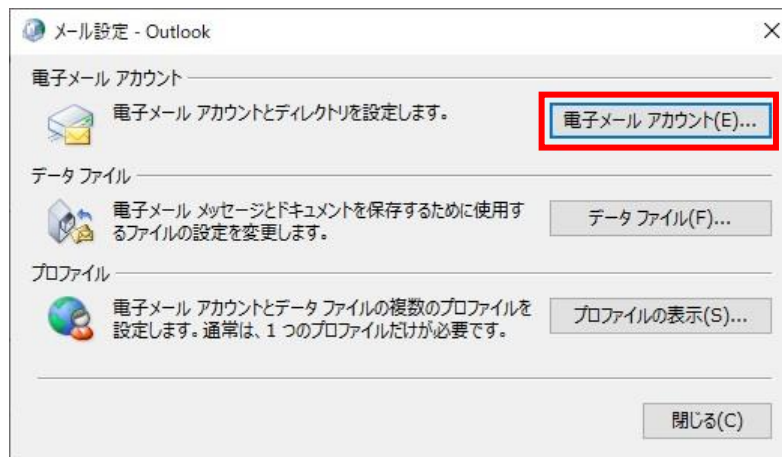 メール設定 - Outlook
電子メール アカウント
電子メール アカウントとディレクトリを設定します。
電子メール アカウント(E)...
データ ファイル
電子メール メッセージとドキュメントを保存するために使用す
るファイルの設定を変更します。
データ ファイル(F)...
プロファイル
電子メール アカウントとデータ ファイルの複数のプロファイルを
設定します。通常は、1 つのプロファイルだけが必要です。
プロファイルの表示(S)...
閉じる(C)